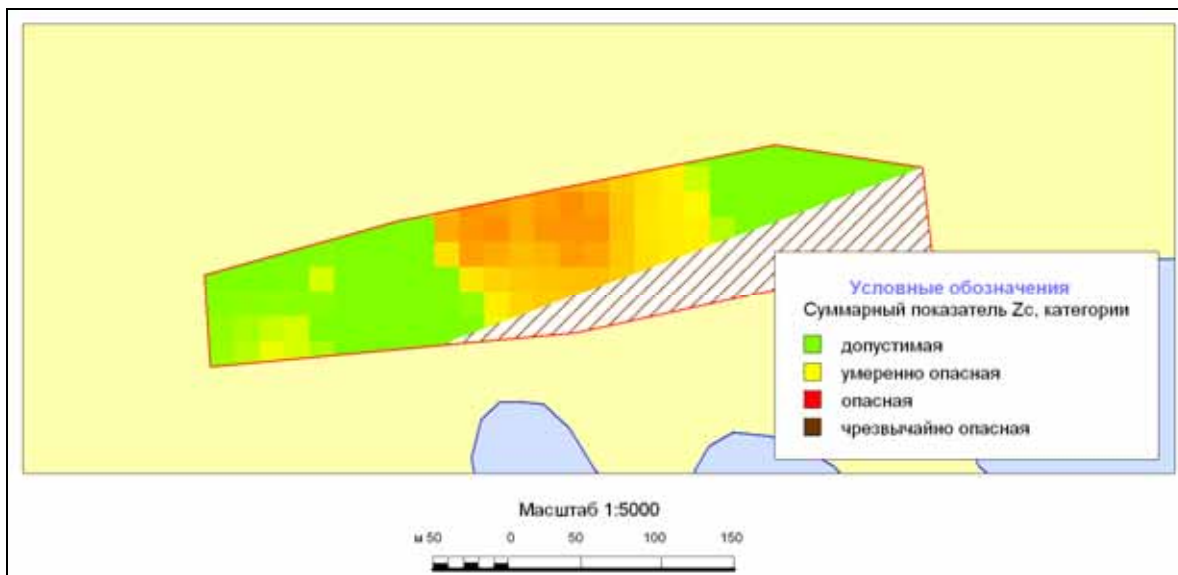 Условные обозначения
Суммарный показатель Zc, категории
допустимая
умеренно опасная
опасная
чрезвычайно опасная
Масштаб 1:5000
м 50 0 50 100 150